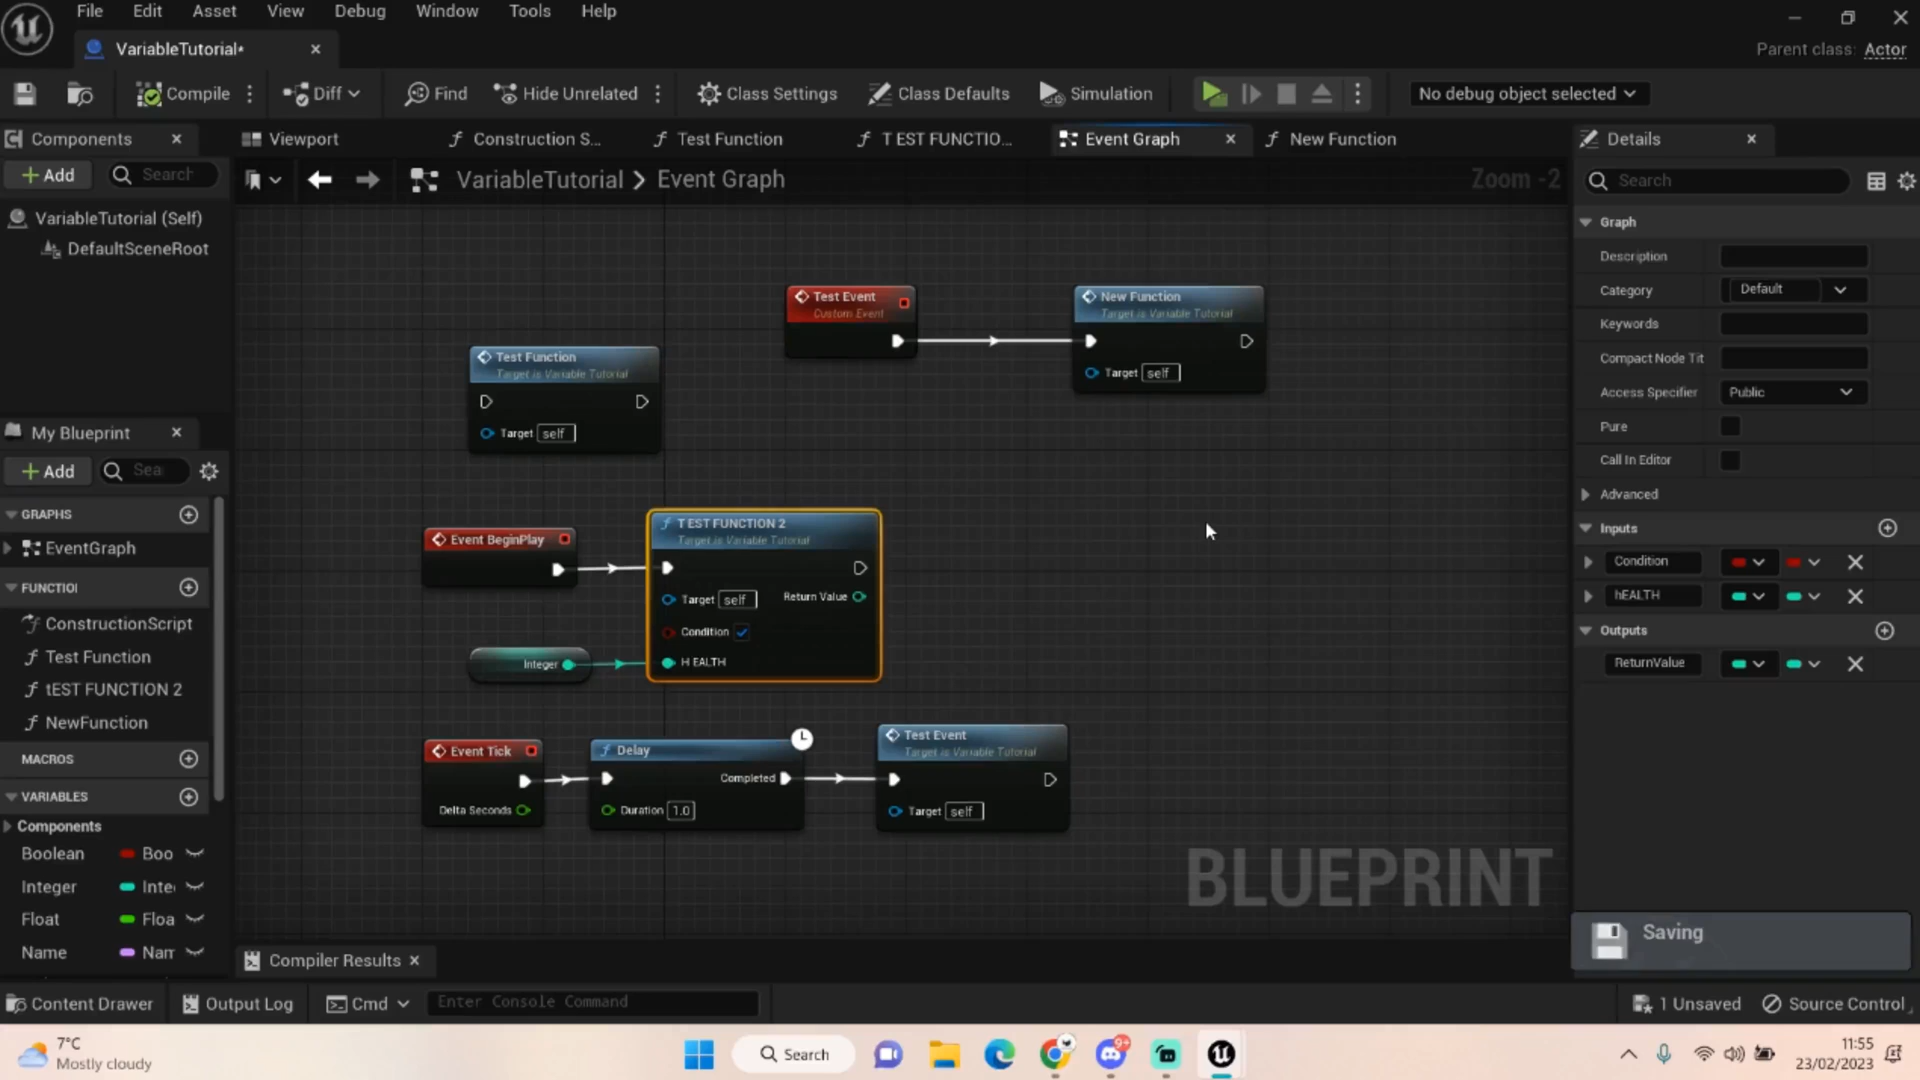 File Edit Asset View Debug Window Tools Help
VariableTutorial*
Parent class: Actor
Compile Diff Find Hide Unrelated Class Settings Class Defaults Simulation No debug object selected
Components Viewport Construction S... Test Function T EST FUNCTIO... Event Graph New Function Details
Add Search
VariableTutorial > Event Graph
Zoom -2
Search
VariableTutorial (Self)
DefaultSceneRoot
My Blueprint
Add Sea
GRAPHS
EventGraph
FUNCTIO
ConstructionScript
Test Function
tEST FUNCTION 2
NewFunction
MACROS
VARIABLES
Components
Boolean Boo
Integer Inte
Float Floa
Name Nam
Test Event
Custom Event
New Function
Target is Variable Tutorial
Target self
Test Function
Target is Variable Tutorial
Target self
Event BeginPlay
T EST FUNCTION 2
Target is Variable Tutorial
Target self Return Value
Condition
H EALTH
Integer
Event Tick
Delta Seconds
Delay
Completed
Duration 1.0
Test Event
Target is Variable Tutorial
Target self
BLUEPRINT
Graph
Description
Category Default
Keywords
Compact Node Tit
Access Specifier Public
Pure
Call In Editor
Advanced
Inputs
Condition
hEALTH
Outputs
ReturnValue
Saving
Compiler Results
Content Drawer Output Log Cmd Enter Console Command 1 Unsaved Source Control
7°C
Mostly cloudy
Search
9+
11:55
23/02/2023